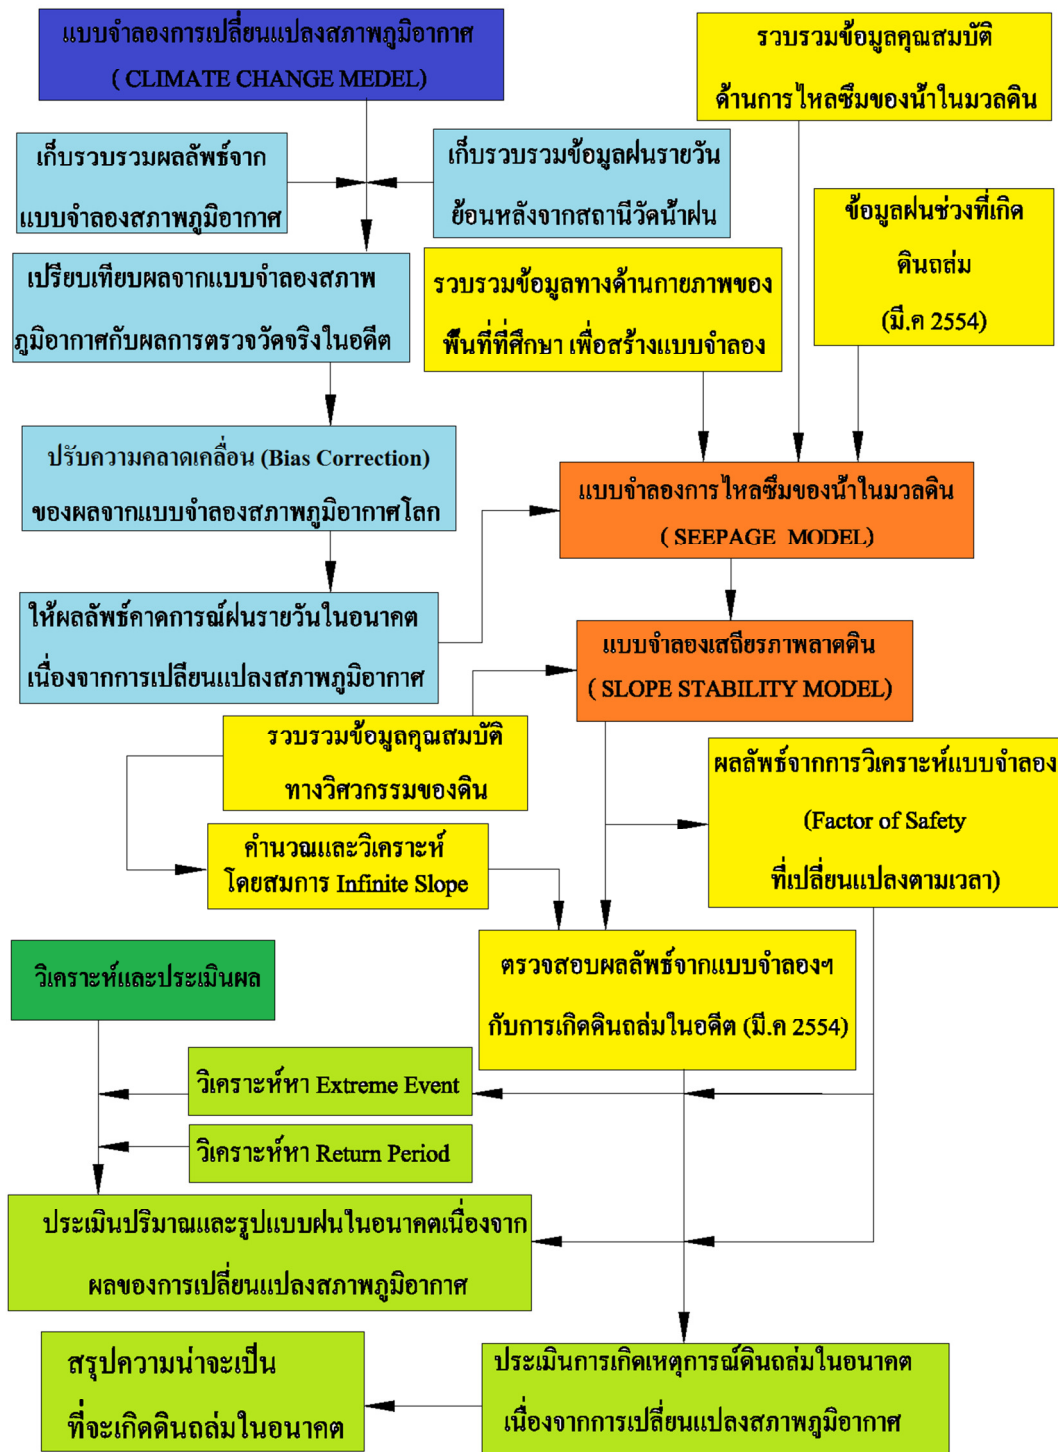 แบบจำลองการเปลี่ยนแปลงสภาพภูมิอากาศ
( CLIMATE CHANGE MEDEL)
รวบรวมข้อมูลคุณสมบัติ
ด้านการไหลซึมของน้ำในมวลดิน
เก็บรวบรวมผลลัพธ์จาก
แบบจำลองสภาพภูมิอากาศ
เก็บรวบรวมข้อมูลฝนรายวัน
ย้อนหลังจากสถานีวัดน้ำฝน
ข้อมูลฝนช่วงที่เกิด
ดินถล่ม
(มี.ค 2554)
เปรียบเทียบผลจากแบบจำลองสภาพ
ภูมิอากาศกับผลการตรวจวัดจริงในอดีต
รวบรวมข้อมูลทางด้านกายภาพของ
พื้นที่ที่ศึกษา เพื่อสร้างแบบจำลอง
ปรับความคลาดเคลื่อน (Bias Correction)
ของผลจากแบบจำลองสภาพภูมิอากาศโลก
แบบจำลองการไหลซึมของน้ำในมวลดิน
( SEEPAGE MODEL)
ให้ผลลัพธ์คาดการณ์ฝนรายวันในอนาคต
เนื่องจากการเปลี่ยนแปลงสภาพภูมิอากาศ
แบบจำลองเสถียรภาพลาดดิน
( SLOPE STABILITY MODEL)
รวบรวมข้อมูลคุณสมบัติ
ทางวิศวกรรมของดิน
ผลลัพธ์จากการวิเคราะห์แบบจำลอง
(Factor of Safety
ที่เปลี่ยนแปลงตามเวลา)
คำนวณและวิเคราะห์
โดยสมการ Infinite Slope
ตรวจสอบผลลัพธ์จากแบบจำลองฯ
กับการเกิดดินถล่มในอดีต (มี.ค 2554)
วิเคราะห์และประเมินผล
วิเคราะห์หา Extreme Event
วิเคราะห์หา Return Period
ประเมินปริมาณและรูปแบบฝนในอนาคตเนื่องจาก
ผลของการเปลี่ยนแปลงสภาพภูมิอากาศ
ประเมินการเกิดเหตุการณ์ดินถล่มในอนาคต
เนื่องจากการเปลี่ยนแปลงสภาพภูมิอากาศ
สรุปความน่าจะเป็น
ที่จะเกิดดินถล่มในอนาคต